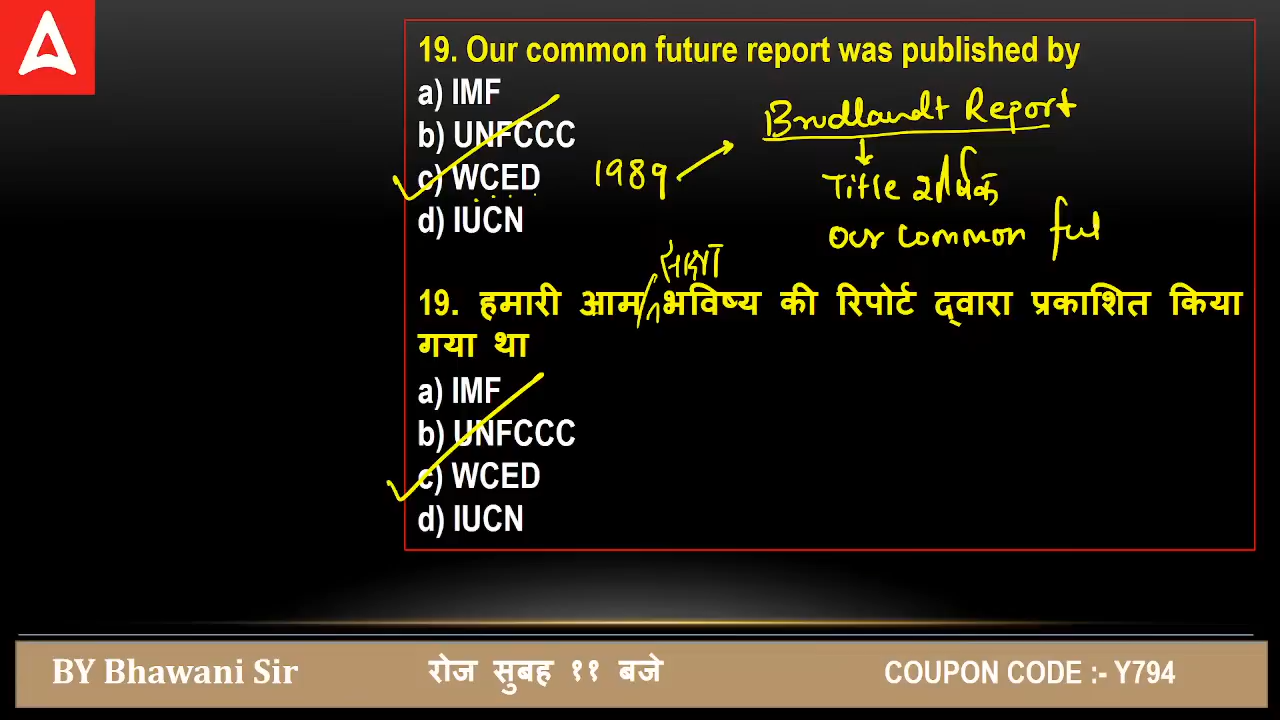 19. Our common future report was published by
a) IMF
b) UNFCCC
c) WCED
d) IUCN
1989
Brudlandt Report
Title शीर्षक
Our common fut
19. हमारी आम भविष्य की रिपोर्ट द्वारा प्रकाशित किया
गया था
a) IMF
b) UNFCCC
c) WCED
d) IUCN
BY Bhawani Sir
रोज सुबह ११ बजे
COUPON CODE :- Y794